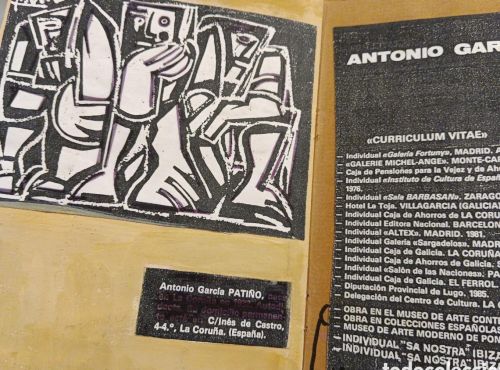 Antonio García PATIÑO,
C/Inés de Castro,
4-4.º, La Coruña. (España).
ANTONIO GAR
«CURRICULUM VITAE»
Individual «Galería Fortuny», MADRID. A
«GALERIE MICHEL-ANGE». MONTE-CA
Caja de Pensiones para la Vejez y de Aho
Individual «Instituto de Cultura de Españ
1976.
Individual «Sala BARBASAN», ZARAGO
Hotel La Toja. VILLAGARCIA (GALICIA)
Individual Caja de Ahorros de LA CORU
Individual Editora Nacional. BARCELON
Individual «ALTEX». MADRID. 1981.
Individual Galería «Sargadelos». MADRI
Individual Caja de Galicia. LA CORUÑA
Individual Caja de Ahorros de Galicia. S
Individual «Salón de las Naciones». P
Individual Caja de Galicia. EL FERROL.
Diputación Provincial de Lugo. 1985.
Delegación del Centro de Cultura. LA
OBRA EN EL MUSEO DE ARTE CONTE
OBRA EN COLECCIONES ESPAÑOLAS
MUSEO DE ARTE MODERNO DE PON
INDIVIDUAL "SA NOSTRA" IBIZ
INDIVIDUAL "SA NOSTRA" IBI